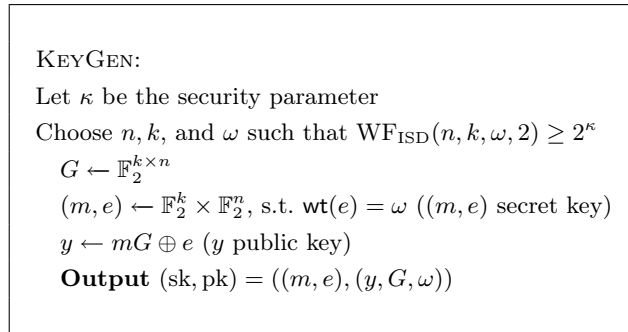 KEYGEN:
Let κ be the security parameter
Choose n, k, and ω such that WF_ISD(n, k, ω, 2) ≥ 2^κ
G ← 𝔽_2^{k×n}
(m, e) ← 𝔽_2^k × 𝔽_2^n, s.t. wt(e) = ω ((m, e) secret key)
y ← mG ⊕ e (y public key)
Output (sk, pk) = ((m, e), (y, G, ω))